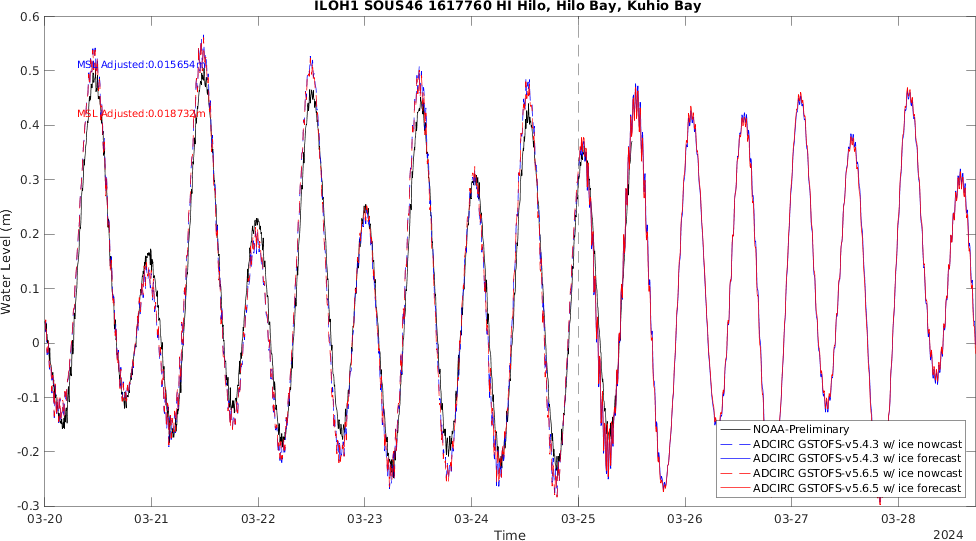 ILOH1 SOUS46 1617760 HI Hilo, Hilo Bay, Kuhio Bay
0.6
0.5
0.4
0.3
0.2
0.1
0
-0.1
-0.2
-0.3
Water Level (m)
MSL Adjusted:0.015654m
MSL Adjusted:0.018732m
NOAA-Preliminary
ADCIRC GSTOFS-v5.4.3 w/ ice nowcast
ADCIRC GSTOFS-v5.4.3 w/ ice forecast
ADCIRC GSTOFS-v5.6.5 w/ ice nowcast
ADCIRC GSTOFS-v5.6.5 w/ ice forecast
03-20 03-21 03-22 03-23 03-24 03-25 03-26 03-27 03-28
Time
2024